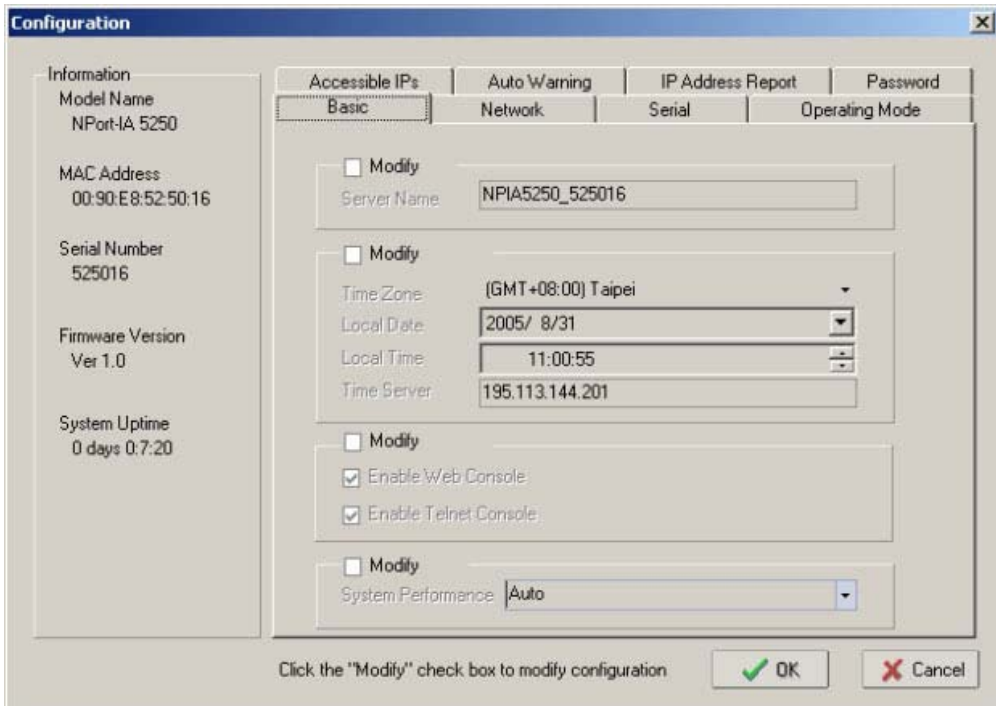 Configuration
Information
Model Name
NPort-IA 5250
MAC Address
00:90:E8:52:50:16
Serial Number
525016
Firmware Version
Ver 1.0
System Uptime
0 days 0:7:20
Accessible IPs
Auto Warning
IP Address Report
Password
Basic
Network
Serial
Operating Mode
Modify
Server Name
NPIA5250_525016
Modify
Time Zone
(GMT+08:00) Taipei
Local Date
2005/ 8/31
Local Time
11:00:55
Time Server
195.113.144.201
Modify
Enable Web Console
Enable Telnet Console
Modify
System Performance
Auto
Click the "Modify" check box to modify configuration
OK
Cancel